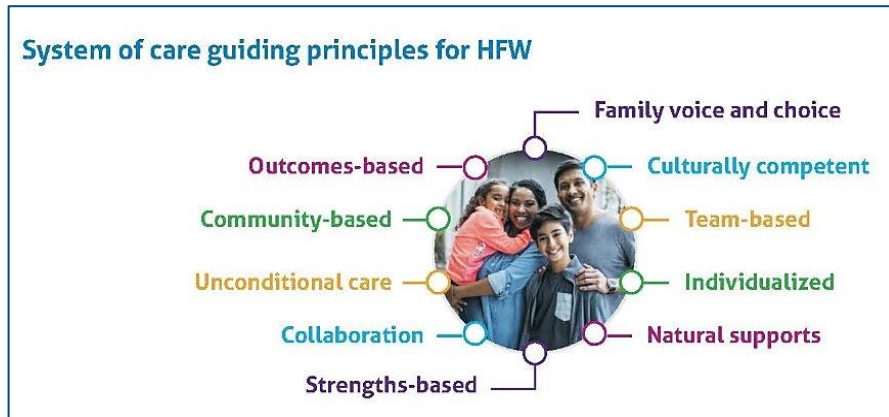 System of care guiding principles for HFW
Family voice and choice
Outcomes-based
Culturally competent
Community-based
Team-based
Unconditional care
Individualized
Collaboration
Natural supports
Strengths-based